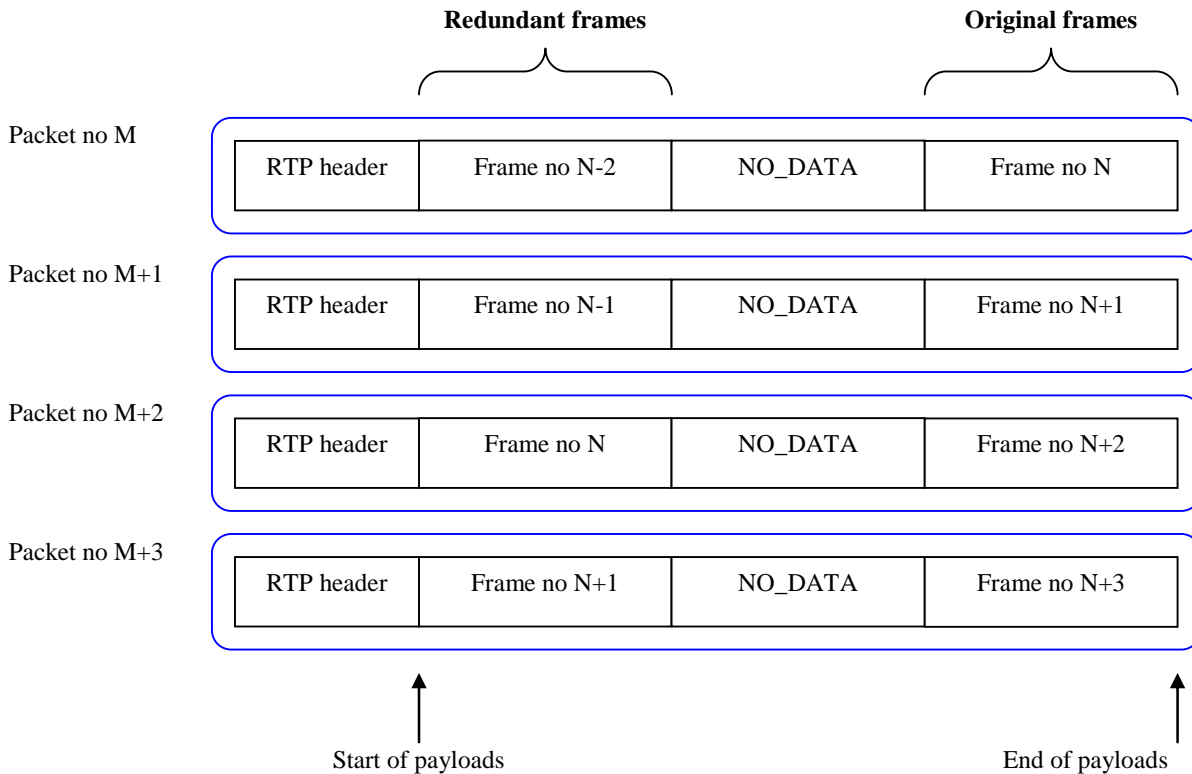 Redundant frames Original frames
Packet no M
RTP header Frame no N-2 NO_DATA Frame no N
Packet no M+1
RTP header Frame no N-1 NO_DATA Frame no N+1
Packet no M+2
RTP header Frame no N NO_DATA Frame no N+2
Packet no M+3
RTP header Frame no N+1 NO_DATA Frame no N+3
Start of payloads End of payloads